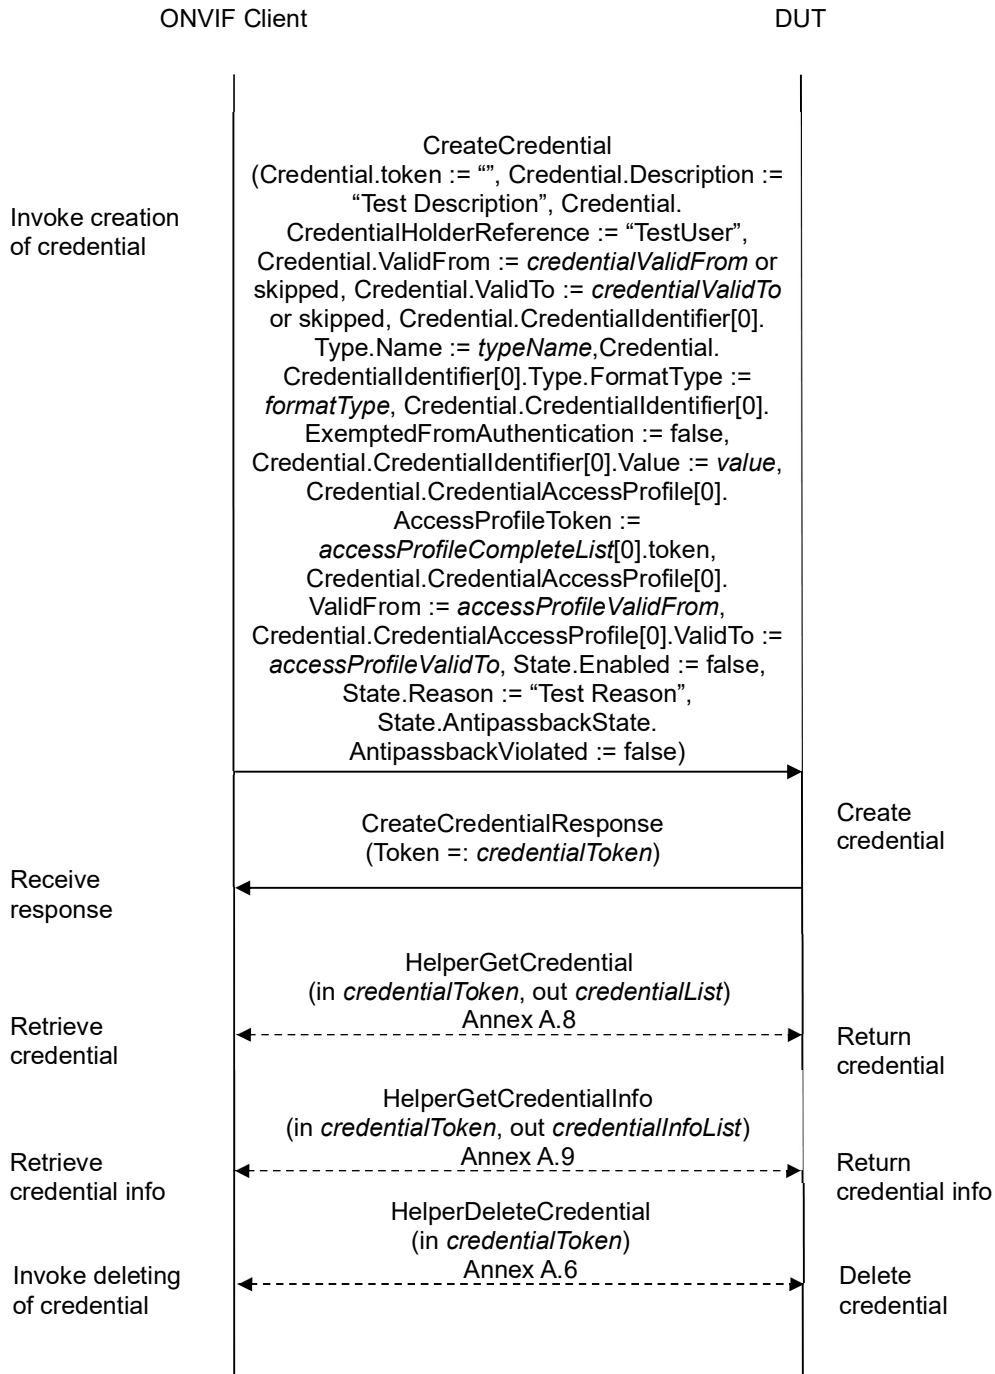 ONVIF Client
DUT
CreateCredential
(Credential.token := “”, Credential.Description :=
“Test Description”, Credential.
CredentialHolderReference := “TestUser”,
Credential.ValidFrom := credentialValidFrom or
skipped, Credential.ValidTo := credentialValidTo
or skipped, Credential.CredentialIdentifier[0].
Type.Name := typeName,Credential.
CredentialIdentifier[0].Type.FormatType :=
formatType, Credential.CredentialIdentifier[0].
ExemptedFromAuthentication := false,
Credential.CredentialIdentifier[0].Value := value,
Credential.CredentialAccessProfile[0].
AccessProfileToken :=
accessProfileCompleteList[0].token,
Credential.CredentialAccessProfile[0].
ValidFrom := accessProfileValidFrom,
Credential.CredentialAccessProfile[0].ValidTo :=
accessProfileValidTo, State.Enabled := false,
State.Reason := “Test Reason”,
State.AntipassbackState.
AntipassbackViolated := false)
Invoke creation
of credential
Create
credential
CreateCredentialResponse
(Token =: credentialToken)
Receive
response
HelperGetCredential
(in credentialToken, out credentialList)
Annex A.8
Retrieve
credential
Return
credential
HelperGetCredentialInfo
(in credentialToken, out credentialInfoList)
Annex A.9
Retrieve
credential info
Return
credential info
HelperDeleteCredential
(in credentialToken)
Annex A.6
Invoke deleting
of credential
Delete
credential